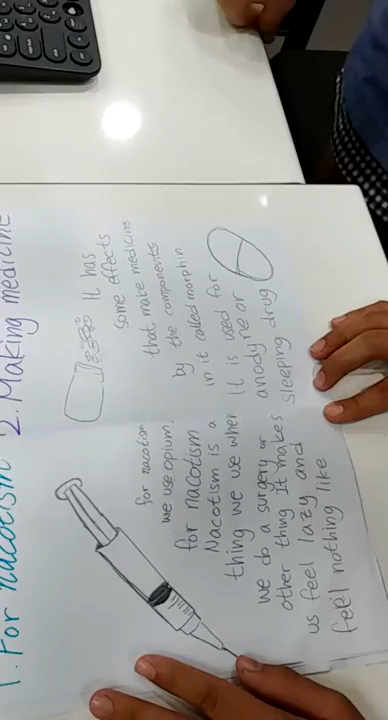 1. For nacotism
for nacotion
we use opium.
for nacotism
Nacotism is a
thing we use when
we do a surgery or
other thing It makes
us feel lazy and
feel nothing like
2. Making medicine
It has
some effects
that make medicins
by the components
in it called morphin
It is used for
anodyne or
sleeping drug